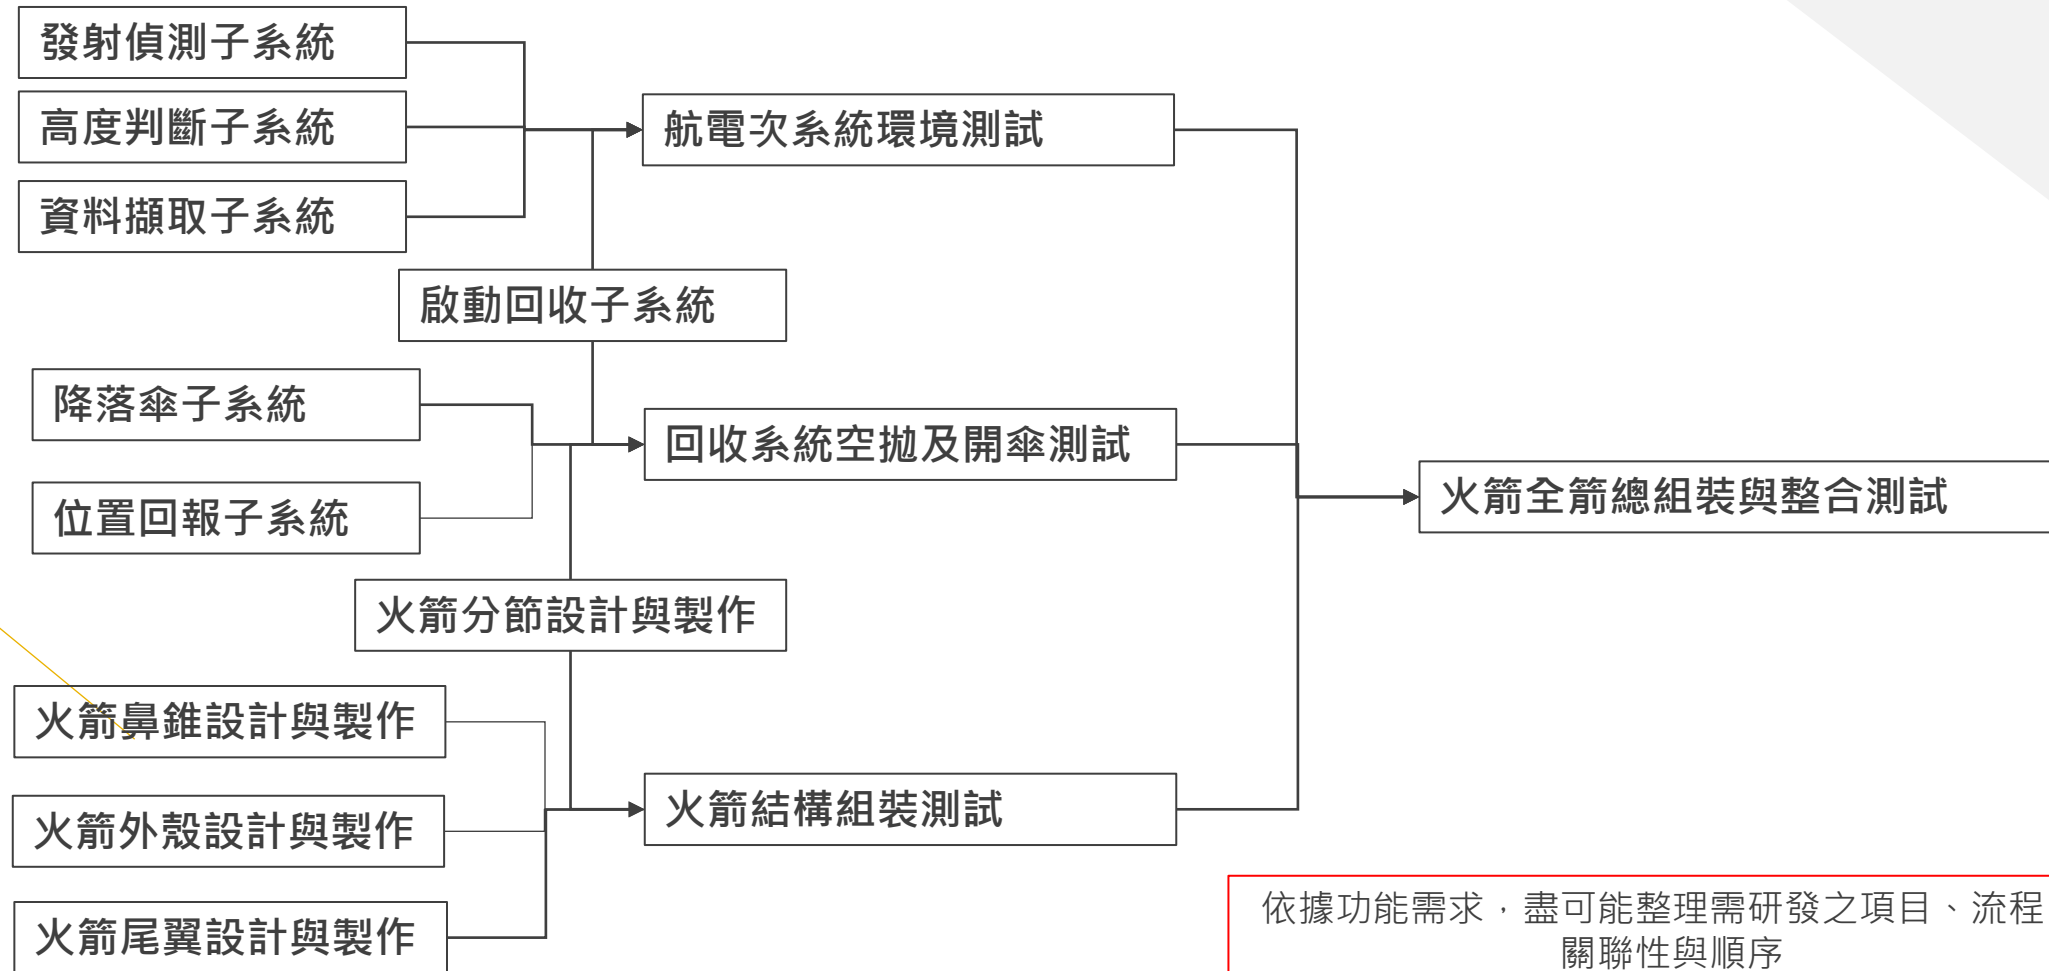 發射偵測子系統
高度判斷子系統
資料擷取子系統
航電次系統環境測試
啟動回收子系統
降落傘子系統
位置回報子系統
回收系統空拋及開傘測試
火箭全箭總組裝與整合測試
火箭分節設計與製作
火箭鼻錐設計與製作
火箭外殼設計與製作
火箭尾翼設計與製作
火箭結構組裝測試
依據功能需求，盡可能整理需研發之項目、流程
關聯性與順序